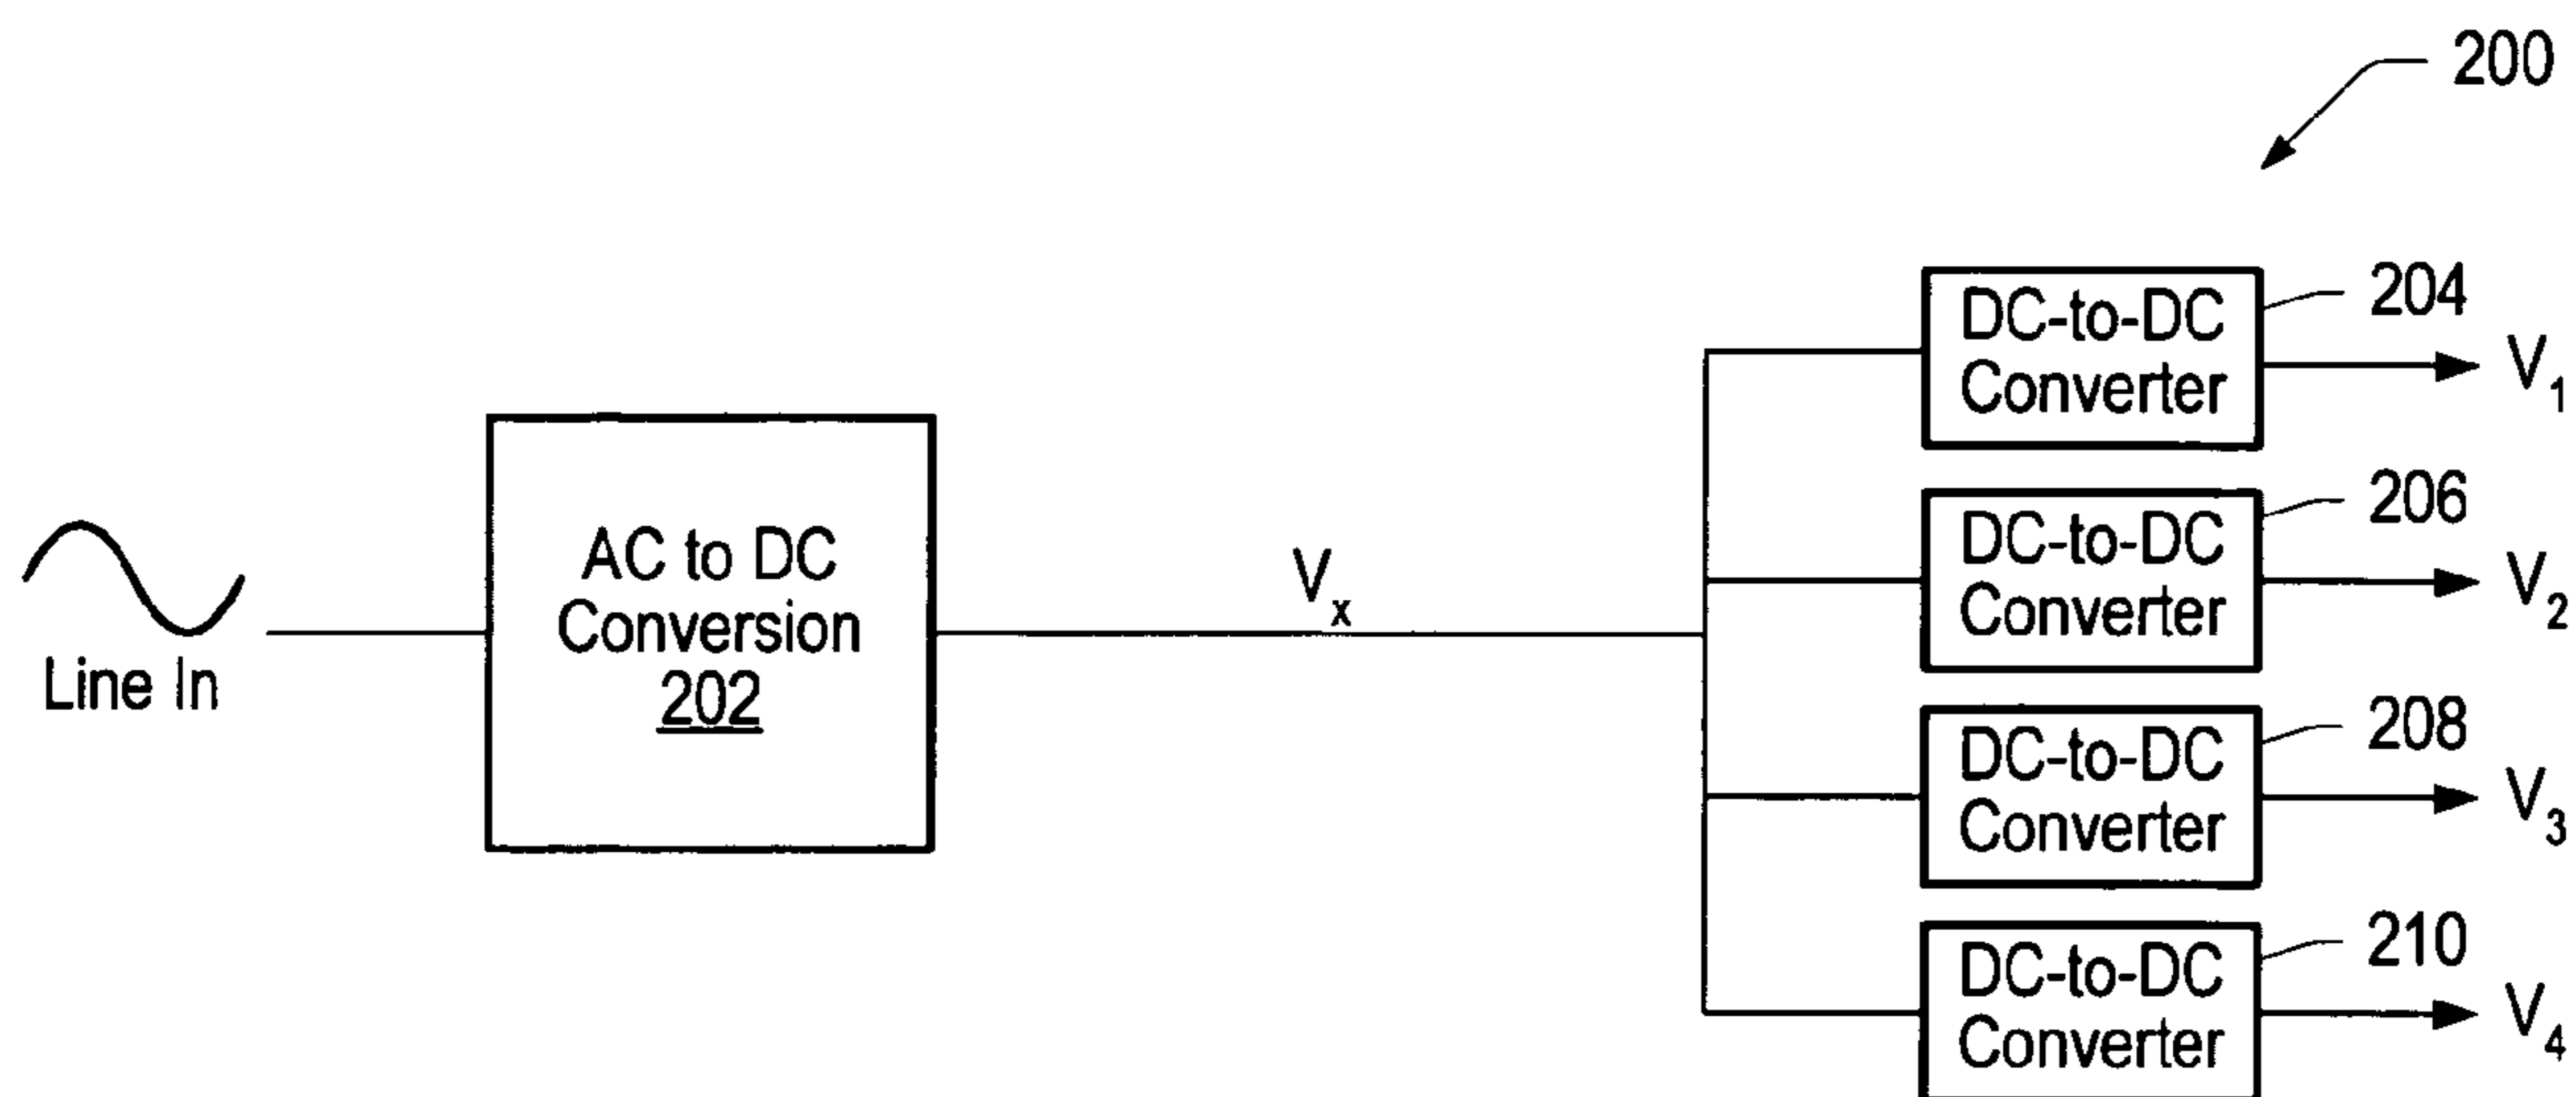 200
DC-to-DC
Converter
204
V1
DC-to-DC
Converter
206
V2
AC to DC
Conversion
202
Vx
Line In
DC-to-DC
Converter
208
V3
DC-to-DC
Converter
210
V4